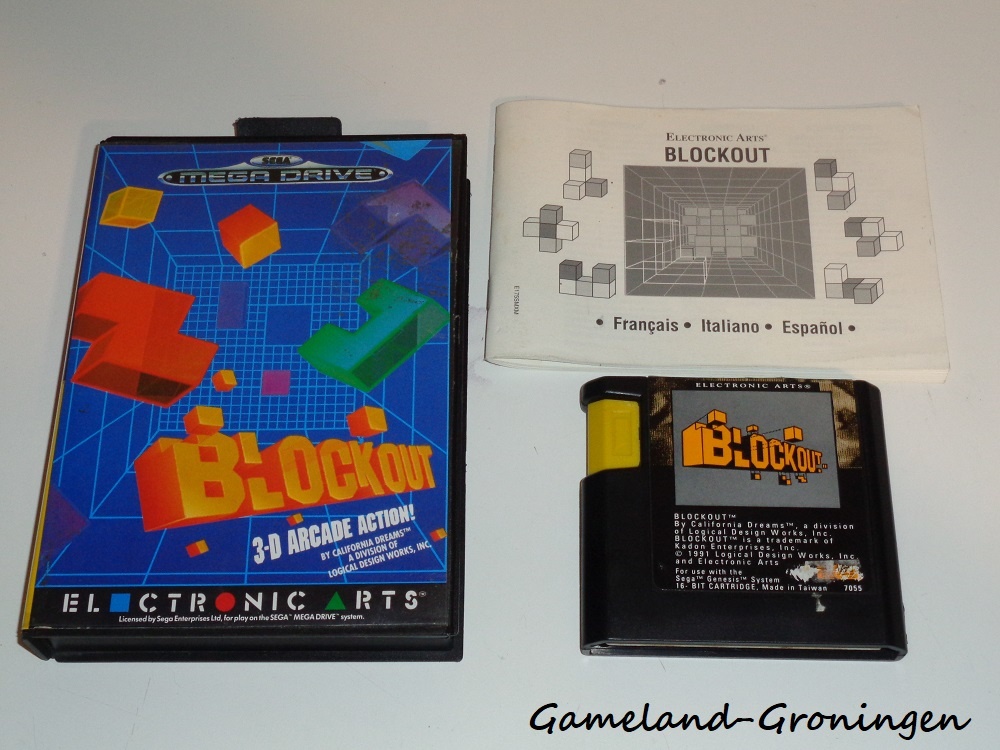 SEGA
MEGA DRIVE
BLOCKOUT
3-D ARCADE ACTION!
BY CALIFORNIA DREAMS™
A DIVISION OF
LOGICAL DESIGN WORKS, INC.
ELECTRONIC ARTS™
Licensed by Sega Enterprises Ltd, for play on the SEGA™ MEGA DRIVE™ system.
ELECTRONIC ARTS®
BLOCKOUT
• Français • Italiano • Español •
E175SMXM
ELECTRONIC ARTS®
BLOCKOUT™
BLOCKOUT™
By California Dreams™, a division
of Logical Design Works, Inc.
BLOCKOUT™ is a trademark of
Kadon Enterprises, Inc.
© 1991 Logical Design Works, Inc
and Electronic Arts
For use with the
Sega™ Genesis™ System
16- BIT CARTRIDGE, Made in Taiwan 7055
Gameland-Groningen